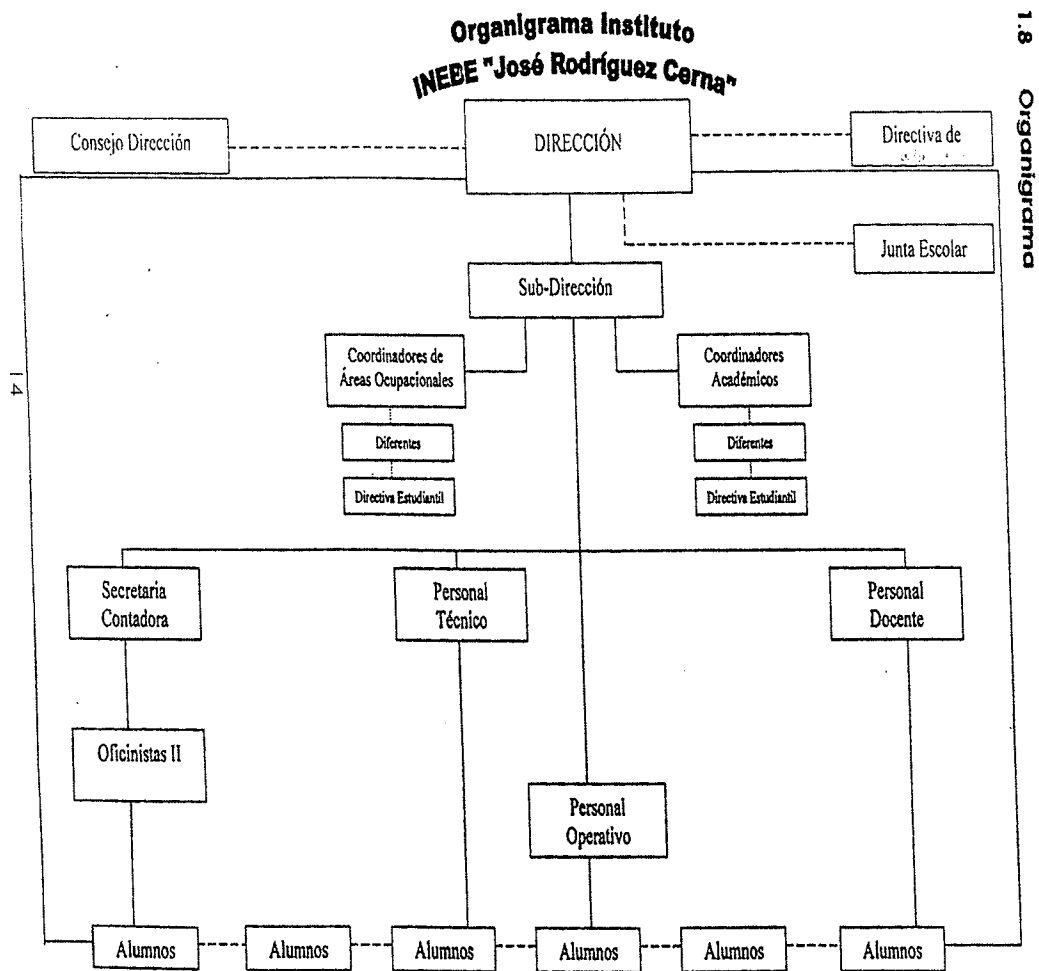 1.8 Organigrama
Organigrama Instituto
INEBE "José Rodríguez Cerna"
Consejo Dirección
DIRECCIÓN
Directiva de
Junta Escolar
Sub-Dirección
Coordinadores de
Áreas Ocupacionales
Coordinadores
Académicos
Diferentes
Diferentes
Directiva Estudiantil
Directiva Estudiantil
Secretaria
Contadora
Personal
Técnico
Personal
Docente
Oficinistas II
Personal
Operativo
Alumnos
Alumnos
Alumnos
Alumnos
Alumnos
Alumnos
14